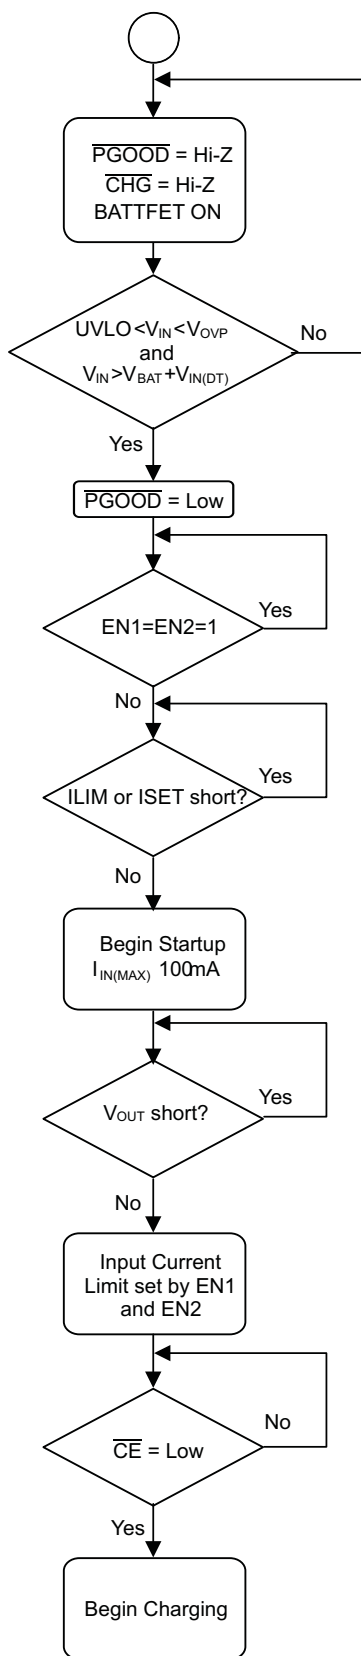 PGOOD = Hi-Z
CHG = Hi-Z
BATTFET ON
UVLO<VIN<VOVP
and
VIN>VBAT+VIN(DT)
No
Yes
PGOOD = Low
EN1=EN2=1
Yes
No
ILIM or ISET short?
Yes
No
Begin Startup
IIN(MAX) 100mA
VOUT short?
Yes
No
Input Current
Limit set by EN1
and EN2
CE = Low
No
Yes
Begin Charging